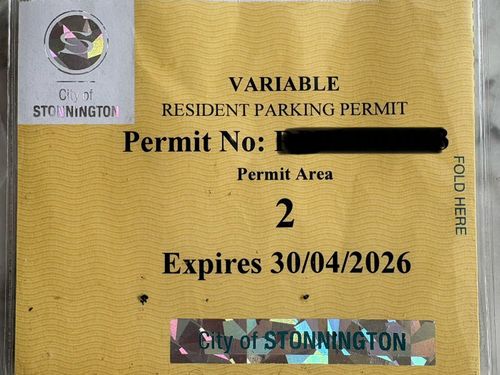 City of
STONNINGTON
VARIABLE
RESIDENT PARKING PERMIT
Permit No:
Permit Area
2
Expires 30/04/2026
FOLD HERE
City of STONNINGTON